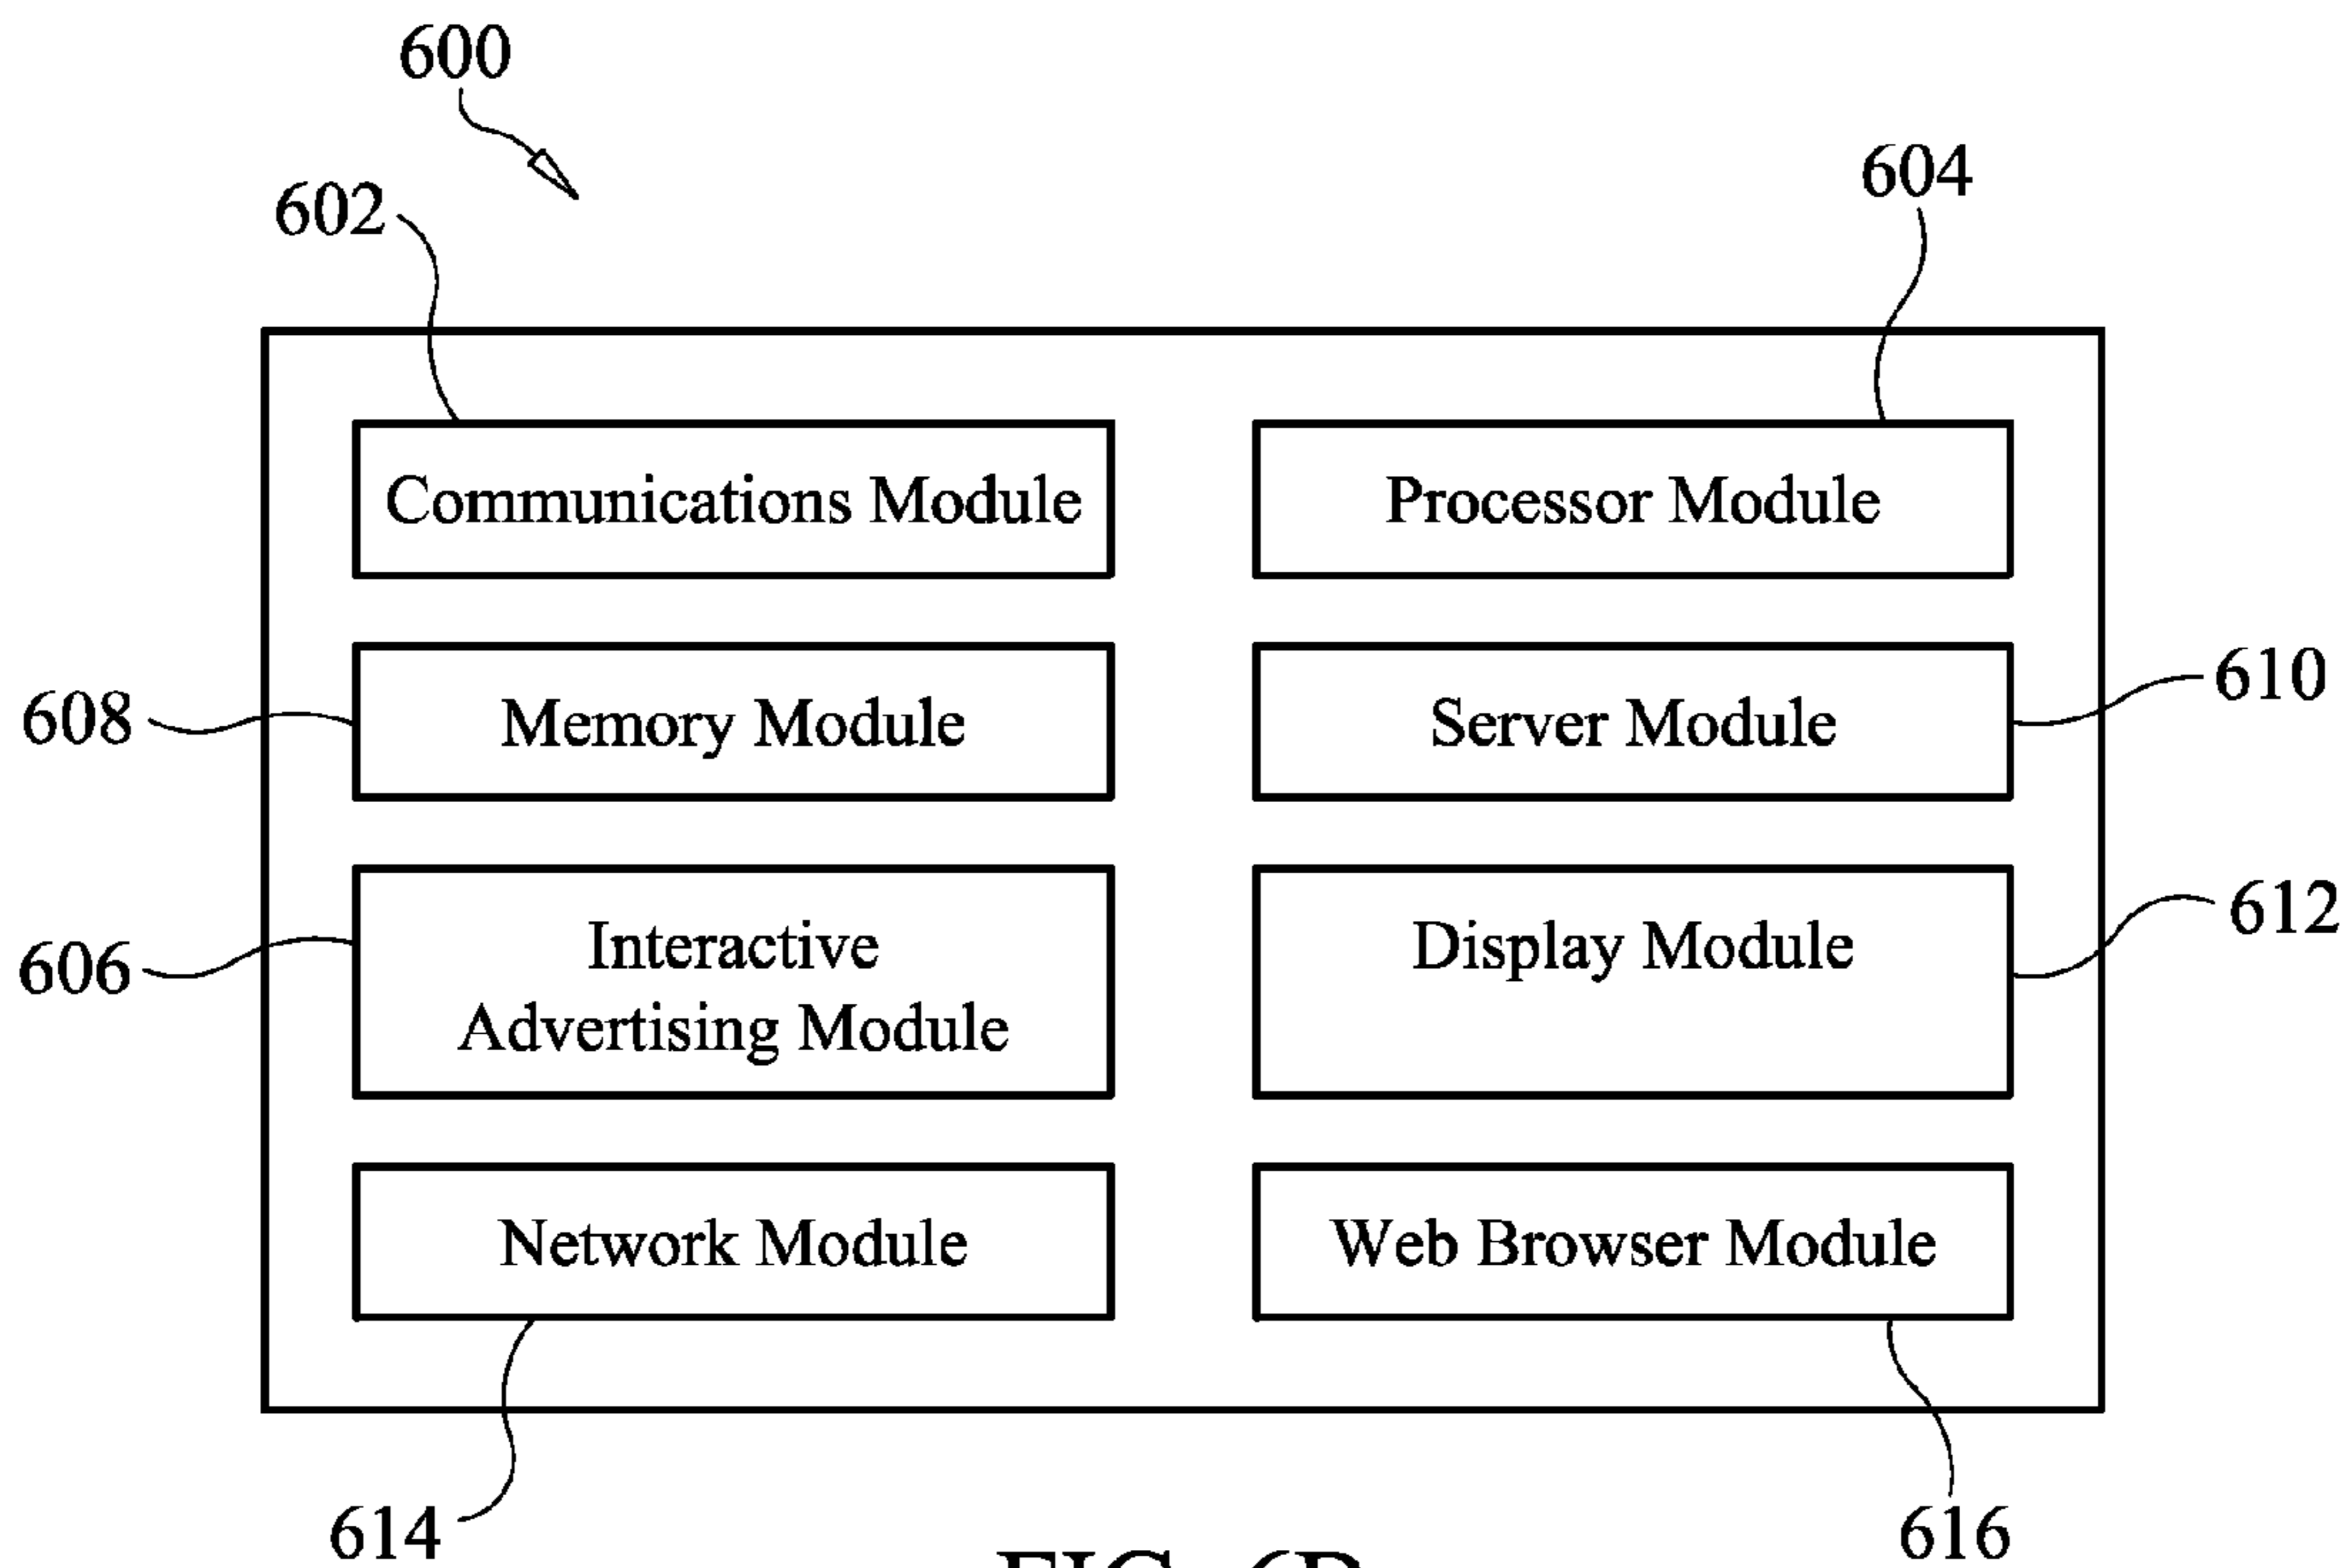 600
602
604
Communications Module
Processor Module
608
Memory Module
Server Module
610
606
Interactive
Advertising Module
Display Module
612
Network Module
Web Browser Module
614
616